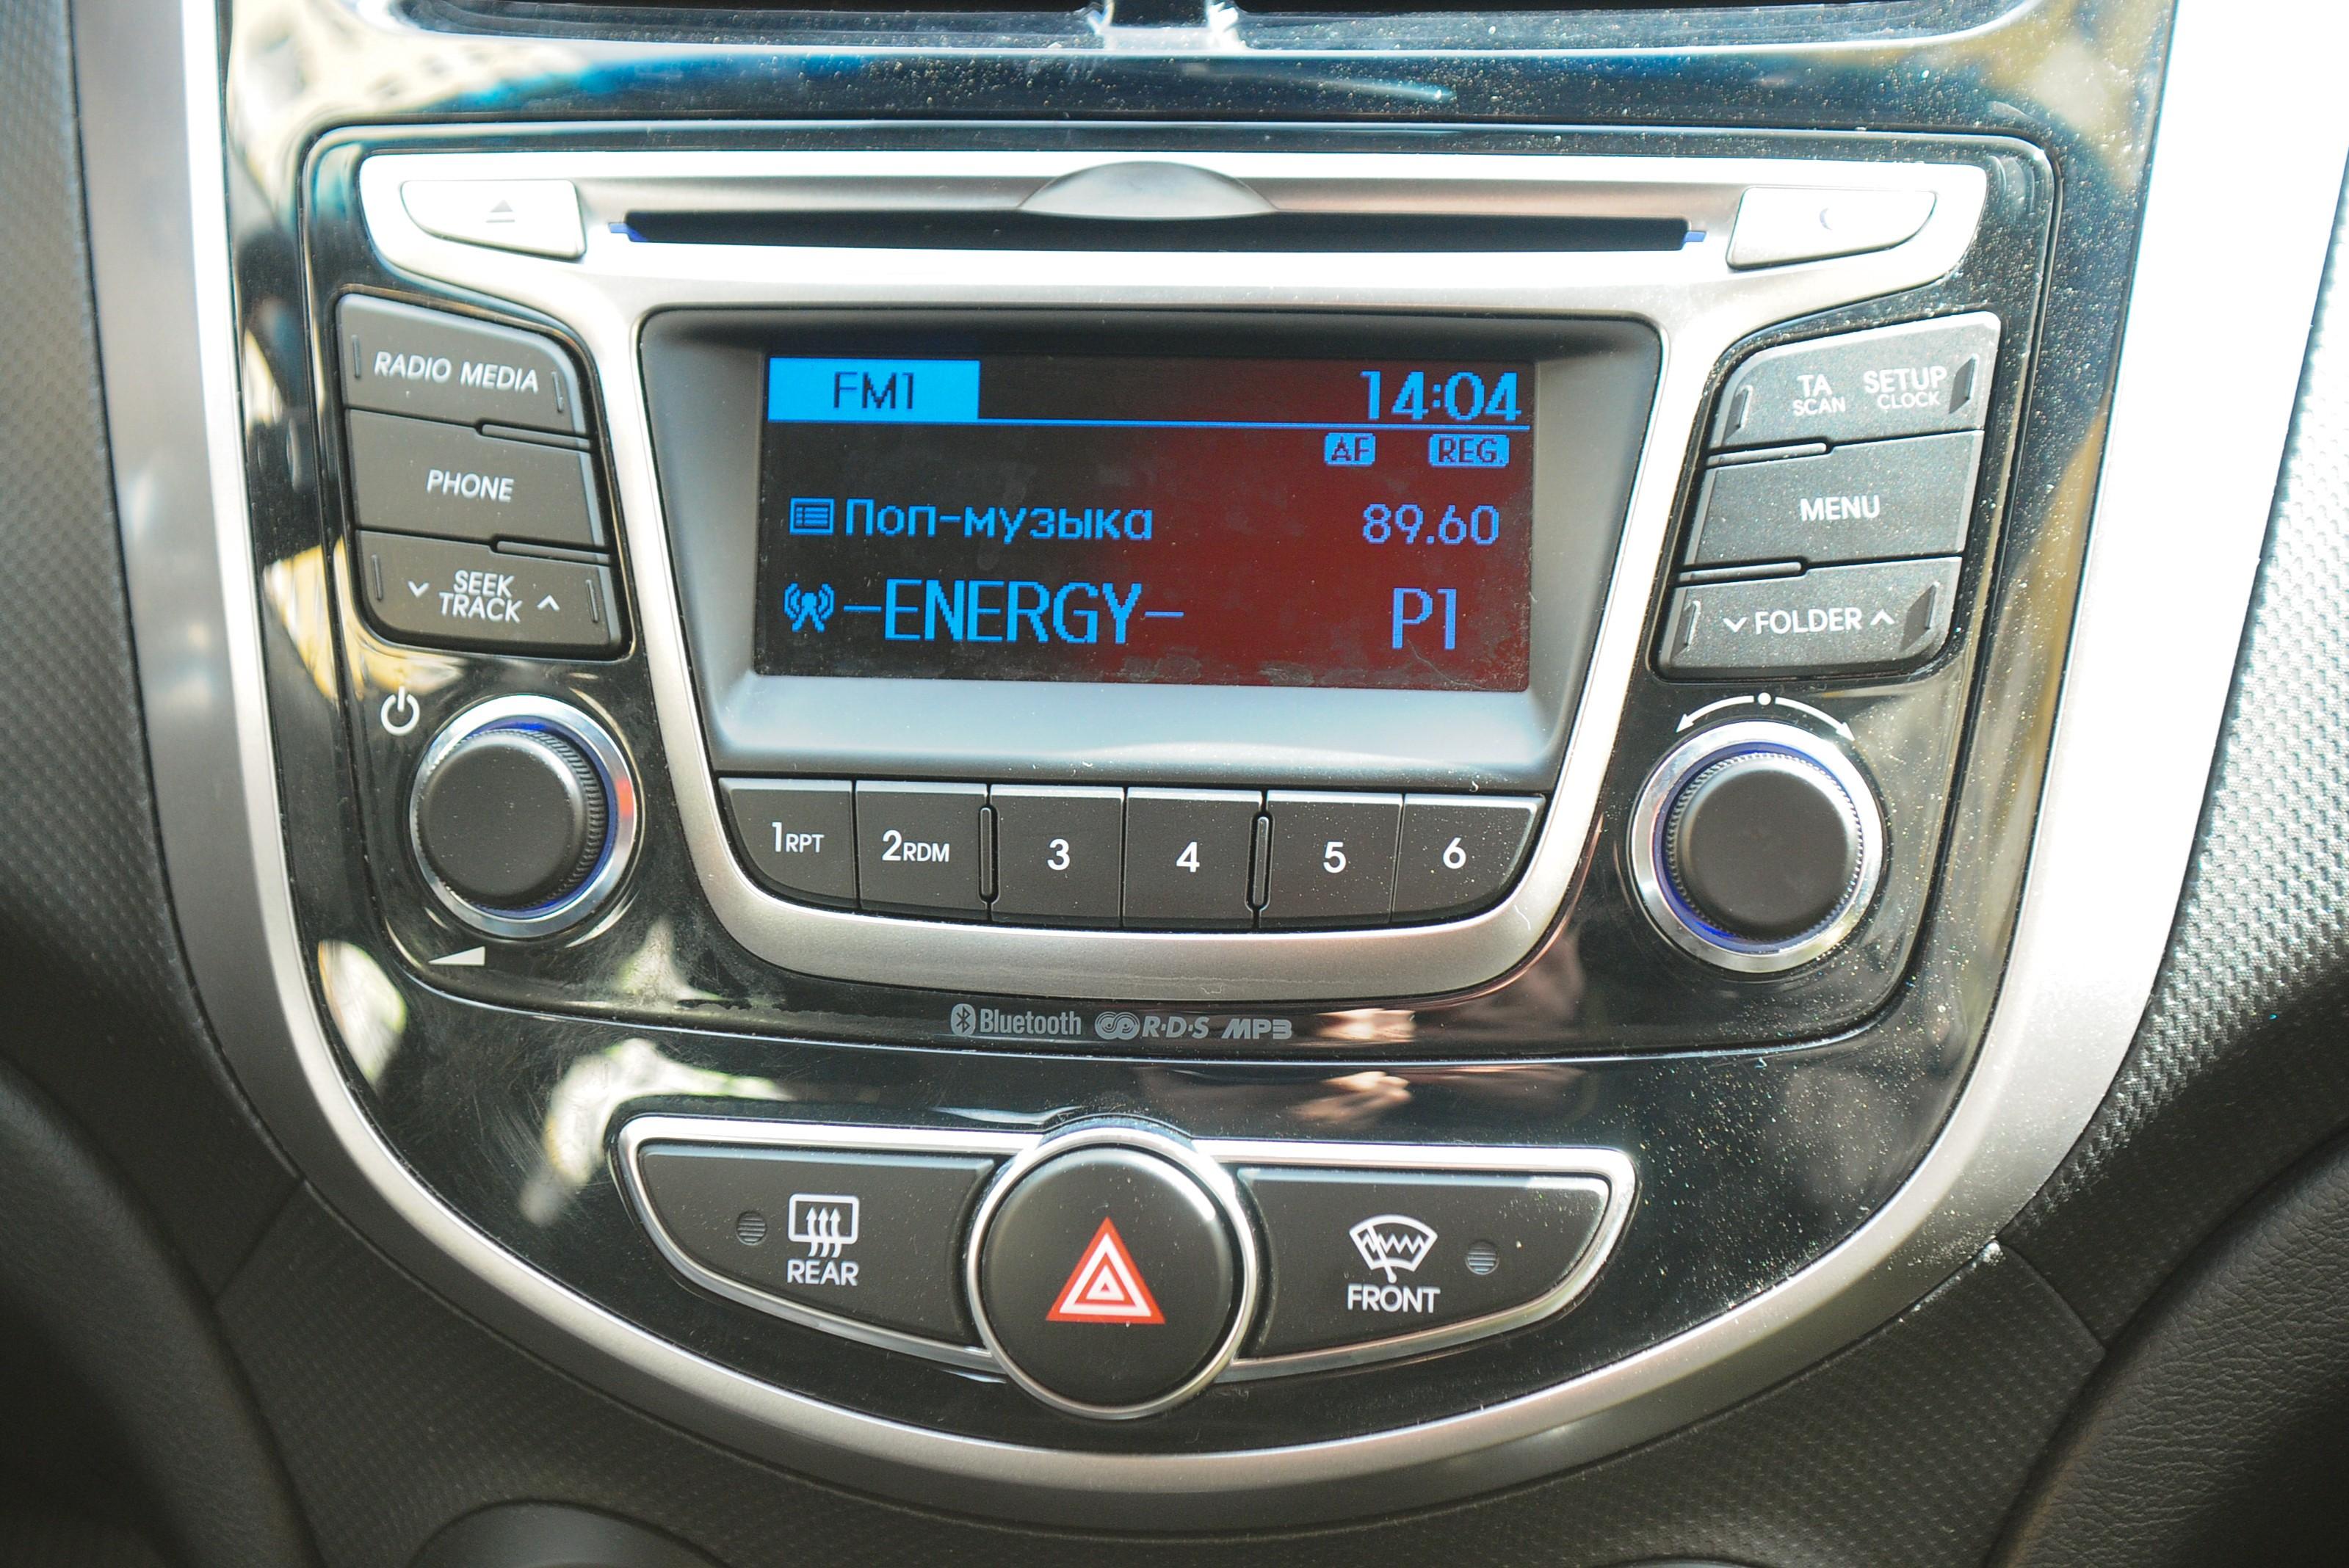 RADIO MEDIA
PHONE
SEEK
TRACK
FM1 14:04
AF REG.
Поп-музыка 89.60
-ENERGY- P1
TA SETUP
SCAN CLOCK
MENU
FOLDER
1RPT 2RDM 3 4 5 6
Bluetooth R·D·S MP3
REAR
FRONT